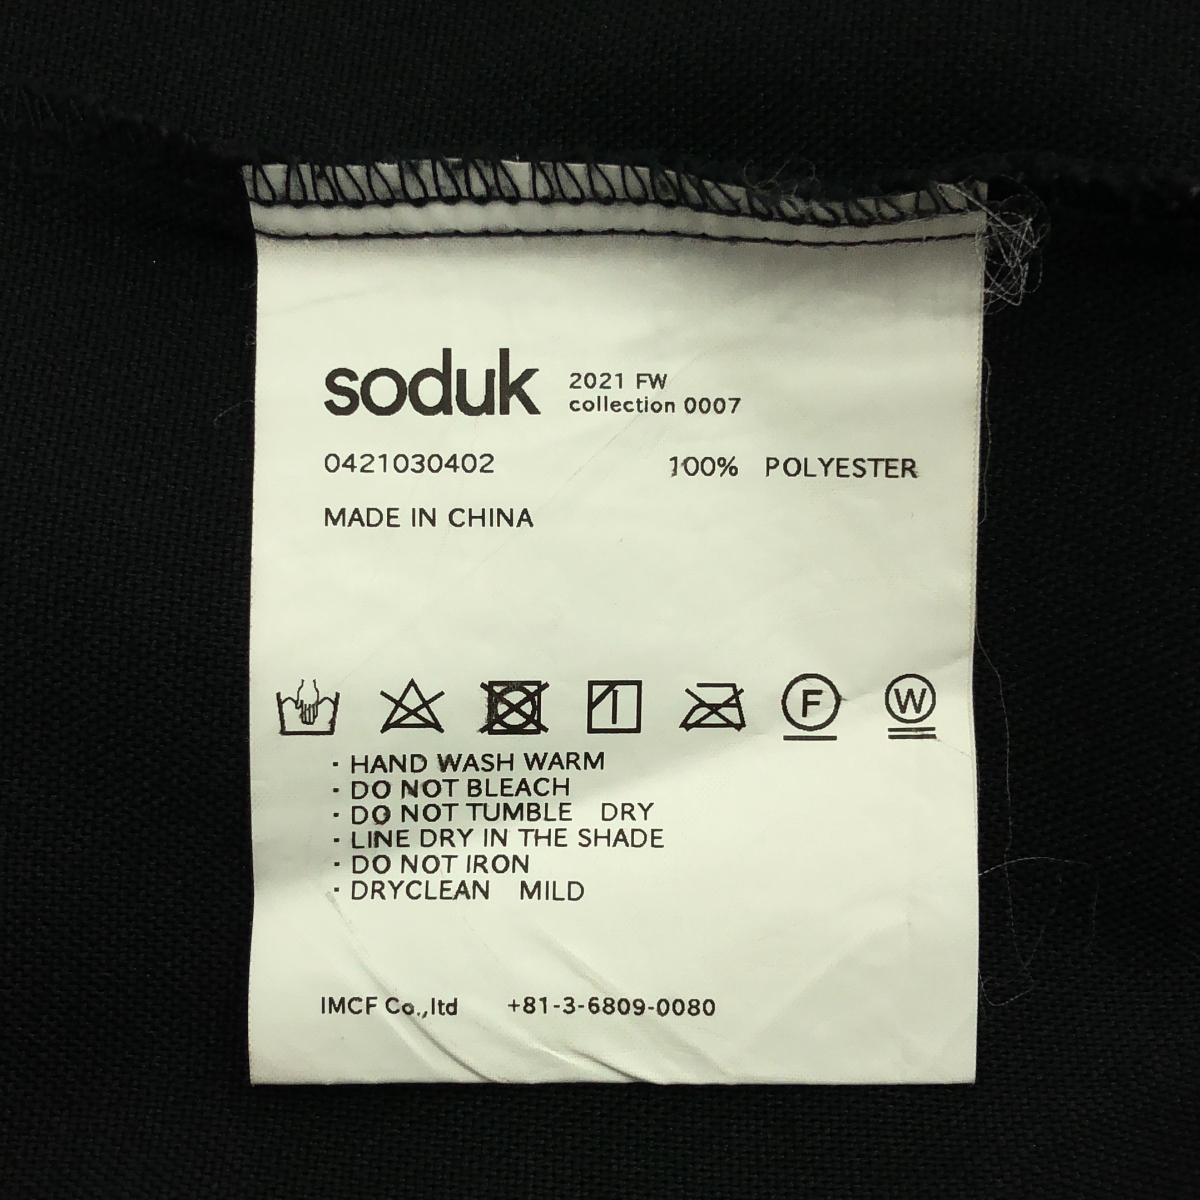 soduk 2021 FW
collection 0007
0421030402 100% POLYESTER
MADE IN CHINA
F W
· HAND WASH WARM
· DO NOT BLEACH
· DO NOT TUMBLE DRY
· LINE DRY IN THE SHADE
· DO NOT IRON
· DRYCLEAN MILD
IMCF Co.,ltd +81-3-6809-0080